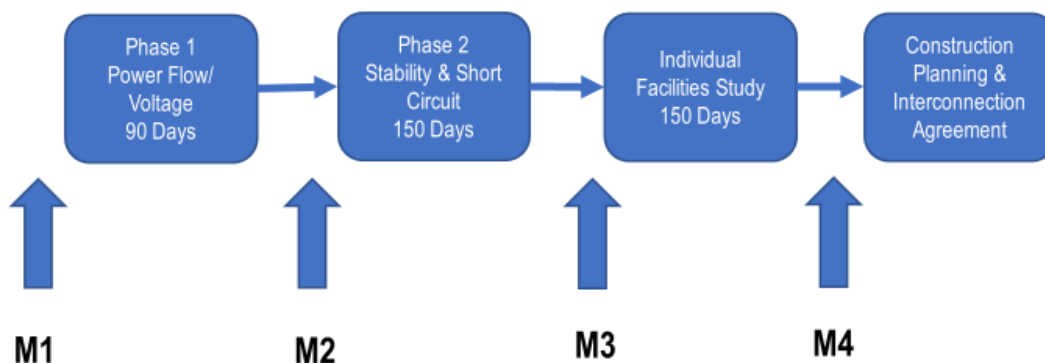 Phase 1
Power Flow/
Voltage
90 Days
Phase 2
Stability & Short
Circuit
150 Days
Individual
Facilities Study
150 Days
Construction
Planning &
Interconnection
Agreement
M1
M2
M3
M4